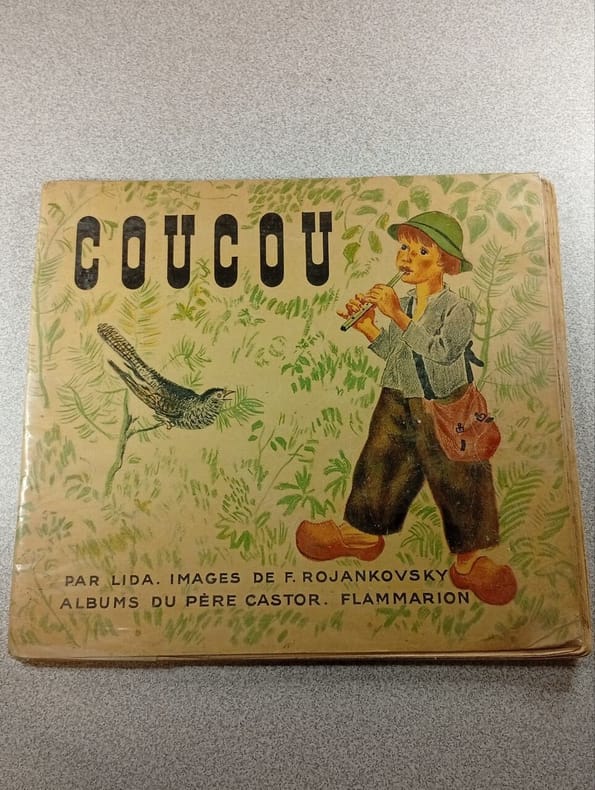 COUCOU
PAR LIDA. IMAGES DE F. ROJANKOVSKY
ALBUMS DU PÈRE CASTOR. FLAMMARION